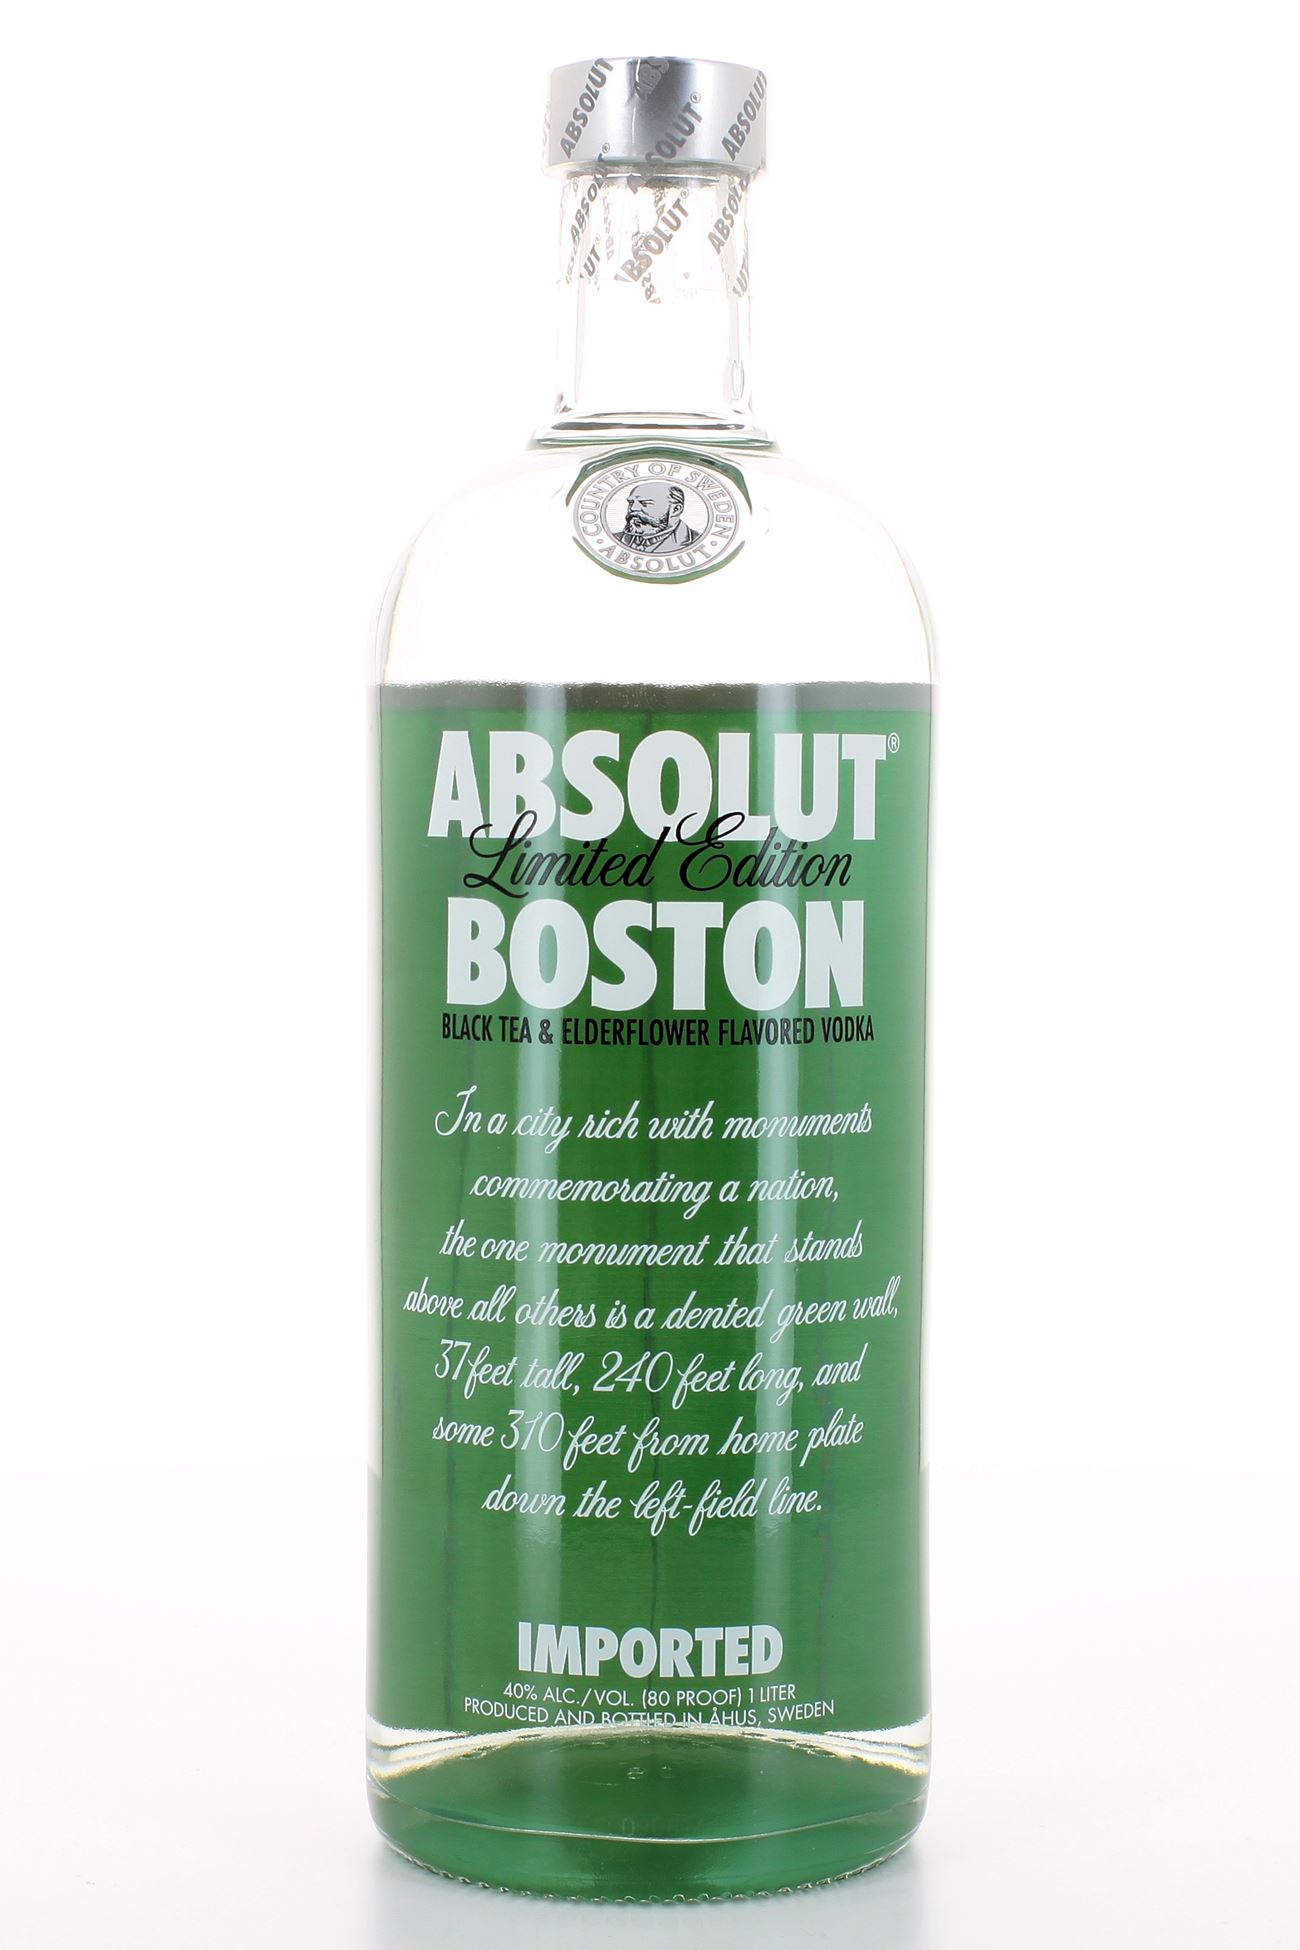 ABSOLUT
ABSOLUT®
ABSOLUT
ABSOLUT®
ABSOLUT®
ABSOLUT
COUNTRY OF SWEDEN
· ABSOLUT ·
ABSOLUT®
Limited Edition
BOSTON
BLACK TEA & ELDERFLOWER FLAVORED VODKA
In a city rich with monuments
commemorating a nation,
the one monument that stands
above all others is a dented green wall,
37 feet tall, 240 feet long, and
some 310 feet from home plate
down the left-field line.
IMPORTED
40% ALC./VOL. (80 PROOF) 1 LITER
PRODUCED AND BOTTLED IN ÅHUS, SWEDEN